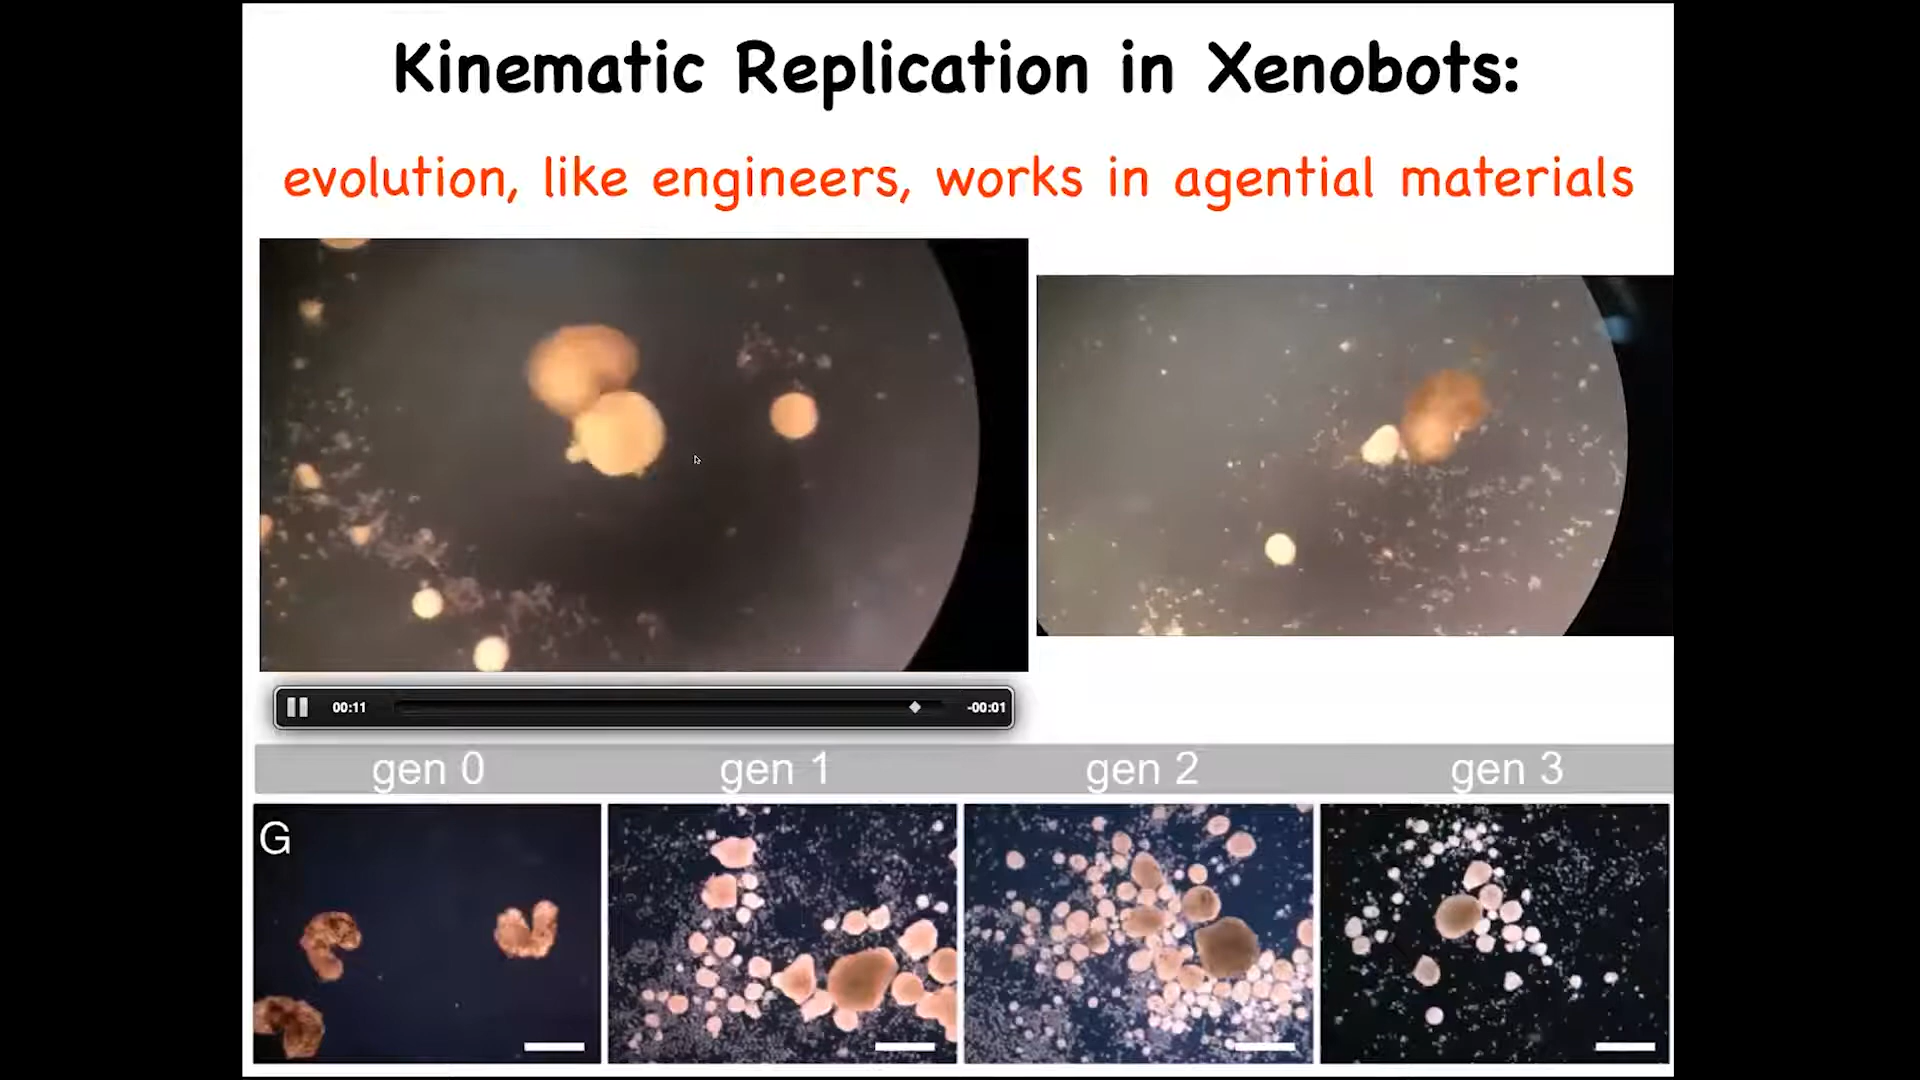 Kinematic Replication in Xenobots:
evolution, like engineers, works in agential materials
00:11
-00:01
gen 0
gen 1
gen 2
gen 3
G